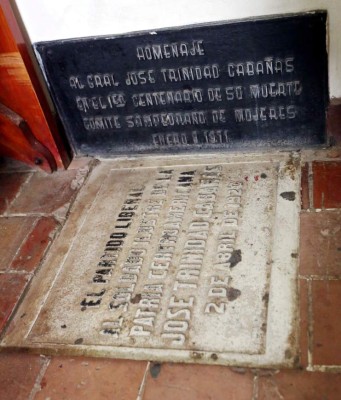 HOMENAJE
AL GRAL JOSE TRINIDAD CABAÑAS
EN EL 1ER CENTENARIO DE SU MUERTE
COMITE SAMPEDRANO DE MUJERES
ENERO 8 1971
EL PARTIDO LIBERAL
AL SOLDADO ILUSTRE DE LA
PATRIA CENTROAMERICANA
JOSE TRINIDAD CABAÑAS
2 DE ABRIL DE